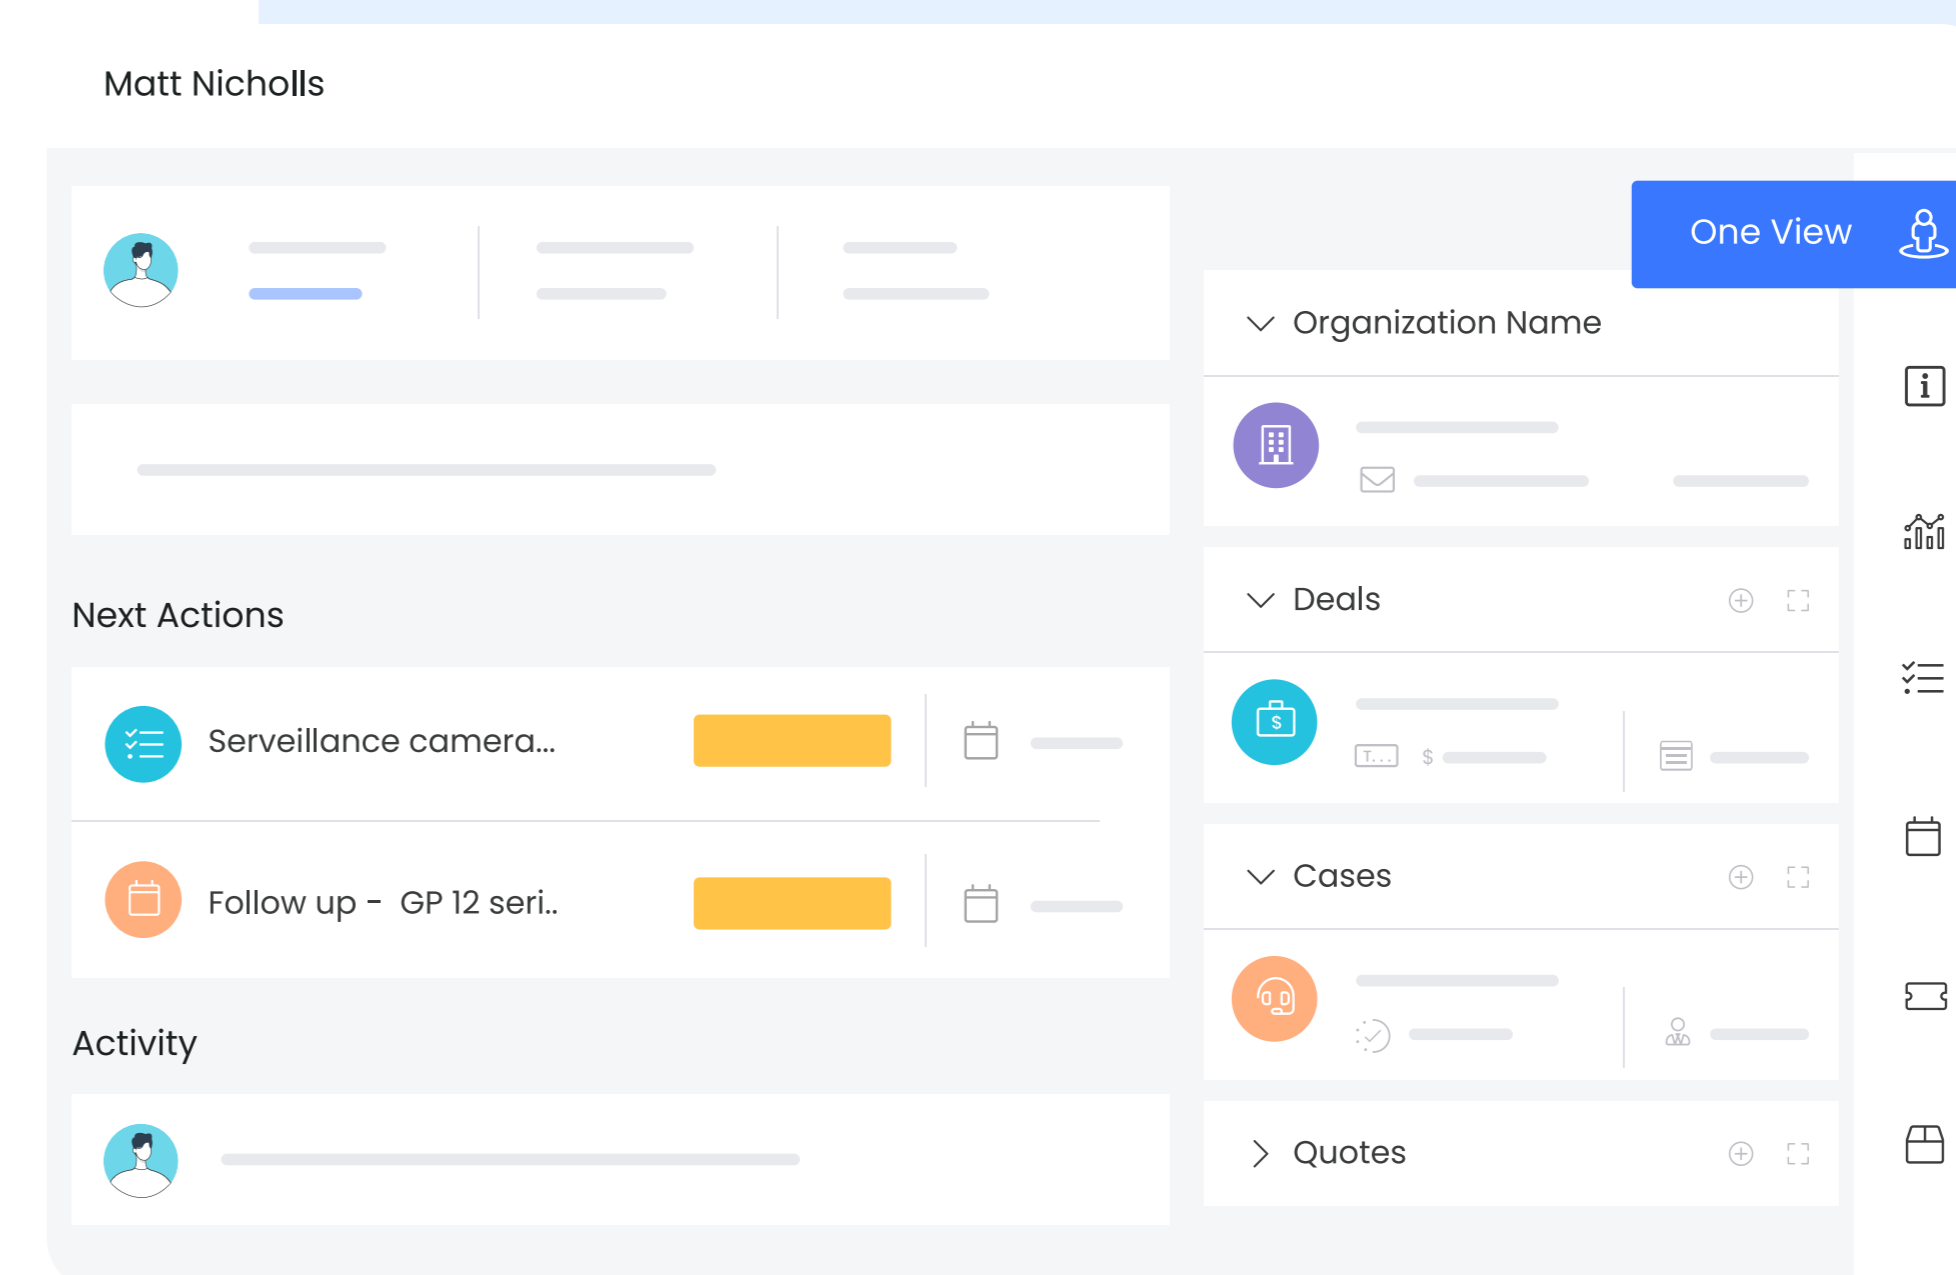 Matt Nicholls
One View
Organization Name
Deals
T... $
Cases
Quotes
Next Actions
Serveillance camera...
Follow up - GP 12 seri..
Activity